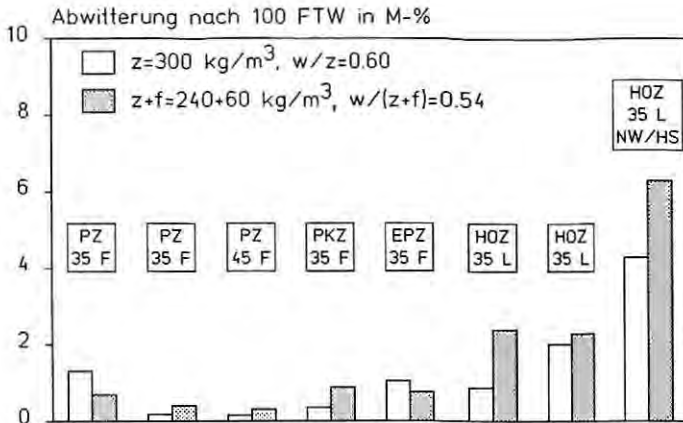 Abwitterung nach 100 FTW in M-%
10
z=300 kg/m³, w/z=0.60
z+f=240+60 kg/m³, w/(z+f)=0.54
8
HOZ
35 L
NW/HS
6
PZ
35 F
PZ
35 F
PZ
45 F
PKZ
35 F
EPZ
35 F
HOZ
35 L
HOZ
35 L
4
2
0